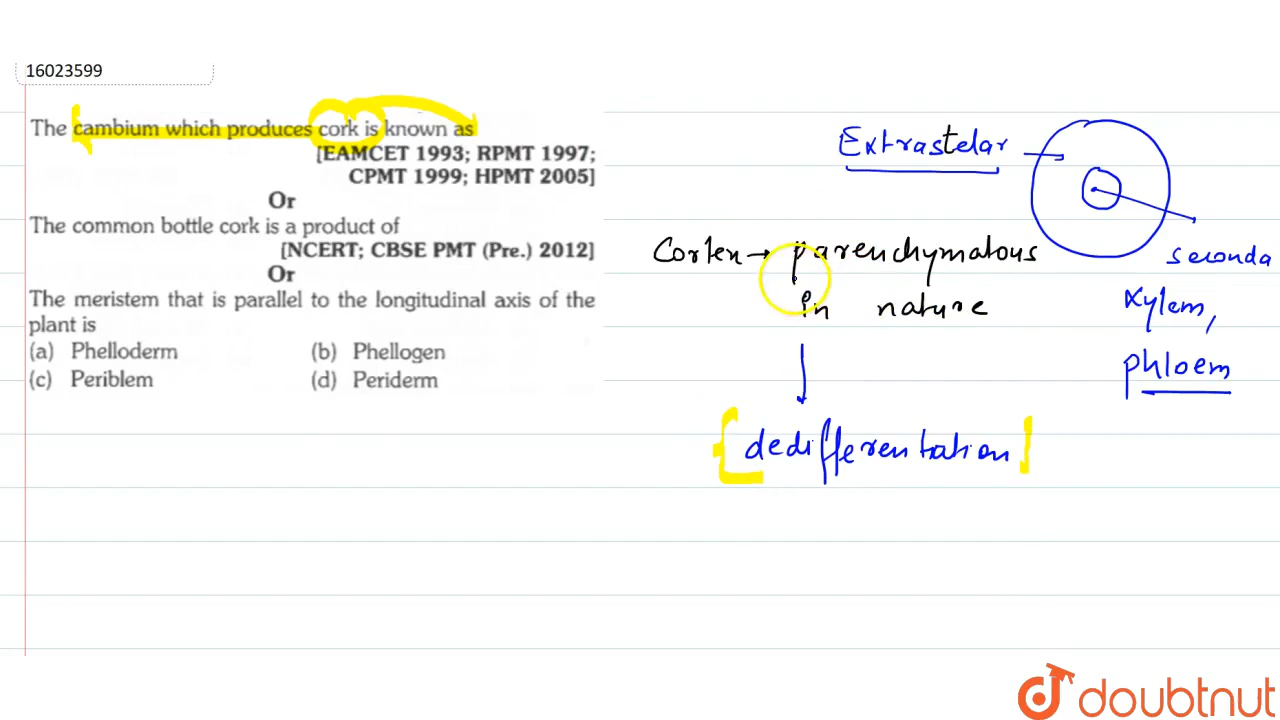 16023599
The cambium which produces cork is known as
[EAMCET 1993; RPMT 1997;
CPMT 1999; HPMT 2005]
Or
The common bottle cork is a product of
[NCERT; CBSE PMT (Pre.) 2012]
Or
The meristem that is parallel to the longitudinal axis of the
plant is
(a) Phelloderm (b) Phellogen
(c) Periblem (d) Periderm
Extrastelar
Cortex → parenchymatous
in nature
dedifferentation
seconda
xylem,
phloem
doubtnut